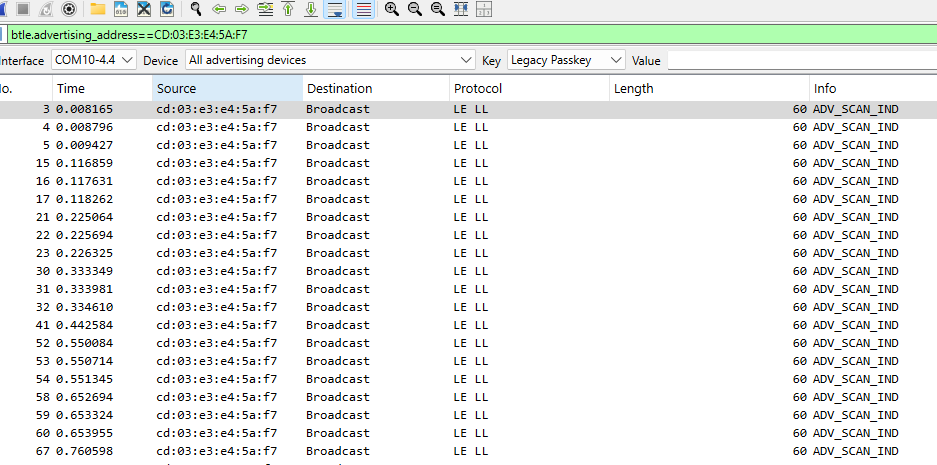 btle.advertising_address==CD:03:E3:E4:5A:F7
nterface COM10-4.4 Device All advertising devices Key Legacy Passkey Value
o. Time Source Destination Protocol Length Info
3 0.008165 cd:03:e3:e4:5a:f7 Broadcast LE LL 60 ADV_SCAN_IND
4 0.008796 cd:03:e3:e4:5a:f7 Broadcast LE LL 60 ADV_SCAN_IND
5 0.009427 cd:03:e3:e4:5a:f7 Broadcast LE LL 60 ADV_SCAN_IND
15 0.116859 cd:03:e3:e4:5a:f7 Broadcast LE LL 60 ADV_SCAN_IND
16 0.117631 cd:03:e3:e4:5a:f7 Broadcast LE LL 60 ADV_SCAN_IND
17 0.118262 cd:03:e3:e4:5a:f7 Broadcast LE LL 60 ADV_SCAN_IND
21 0.225064 cd:03:e3:e4:5a:f7 Broadcast LE LL 60 ADV_SCAN_IND
22 0.225694 cd:03:e3:e4:5a:f7 Broadcast LE LL 60 ADV_SCAN_IND
23 0.226325 cd:03:e3:e4:5a:f7 Broadcast LE LL 60 ADV_SCAN_IND
30 0.333349 cd:03:e3:e4:5a:f7 Broadcast LE LL 60 ADV_SCAN_IND
31 0.333981 cd:03:e3:e4:5a:f7 Broadcast LE LL 60 ADV_SCAN_IND
32 0.334610 cd:03:e3:e4:5a:f7 Broadcast LE LL 60 ADV_SCAN_IND
41 0.442584 cd:03:e3:e4:5a:f7 Broadcast LE LL 60 ADV_SCAN_IND
52 0.550084 cd:03:e3:e4:5a:f7 Broadcast LE LL 60 ADV_SCAN_IND
53 0.550714 cd:03:e3:e4:5a:f7 Broadcast LE LL 60 ADV_SCAN_IND
54 0.551345 cd:03:e3:e4:5a:f7 Broadcast LE LL 60 ADV_SCAN_IND
58 0.652694 cd:03:e3:e4:5a:f7 Broadcast LE LL 60 ADV_SCAN_IND
59 0.653324 cd:03:e3:e4:5a:f7 Broadcast LE LL 60 ADV_SCAN_IND
60 0.653955 cd:03:e3:e4:5a:f7 Broadcast LE LL 60 ADV_SCAN_IND
67 0.760598 cd:03:e3:e4:5a:f7 Broadcast LE LL 60 ADV_SCAN_IND